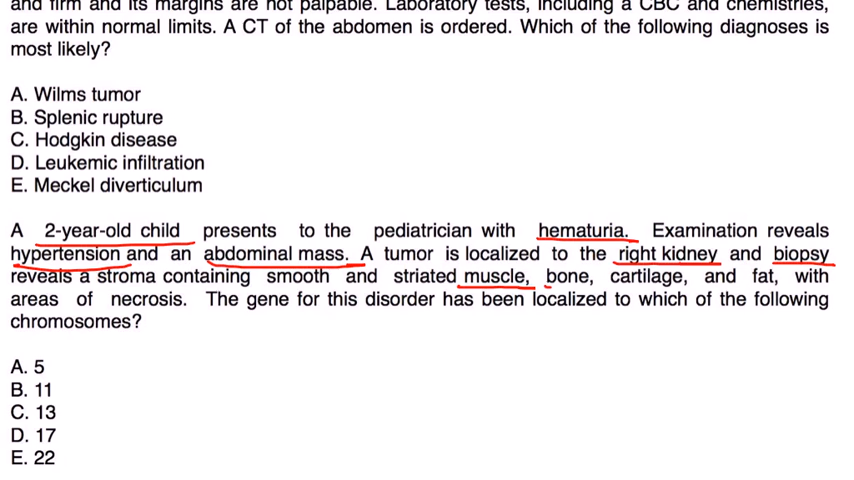 and firm and its margins are not palpable. Laboratory tests, including a CBC and chemistries,
are within normal limits. A CT of the abdomen is ordered. Which of the following diagnoses is
most likely?
A. Wilms tumor
B. Splenic rupture
C. Hodgkin disease
D. Leukemic infiltration
E. Meckel diverticulum
A 2-year-old child presents to the pediatrician with hematuria. Examination reveals
hypertension and an abdominal mass. A tumor is localized to the right kidney and biopsy
reveals a stroma containing smooth and striated muscle, bone, cartilage, and fat, with
areas of necrosis. The gene for this disorder has been localized to which of the following
chromosomes?
A. 5
B. 11
C. 13
D. 17
E. 22